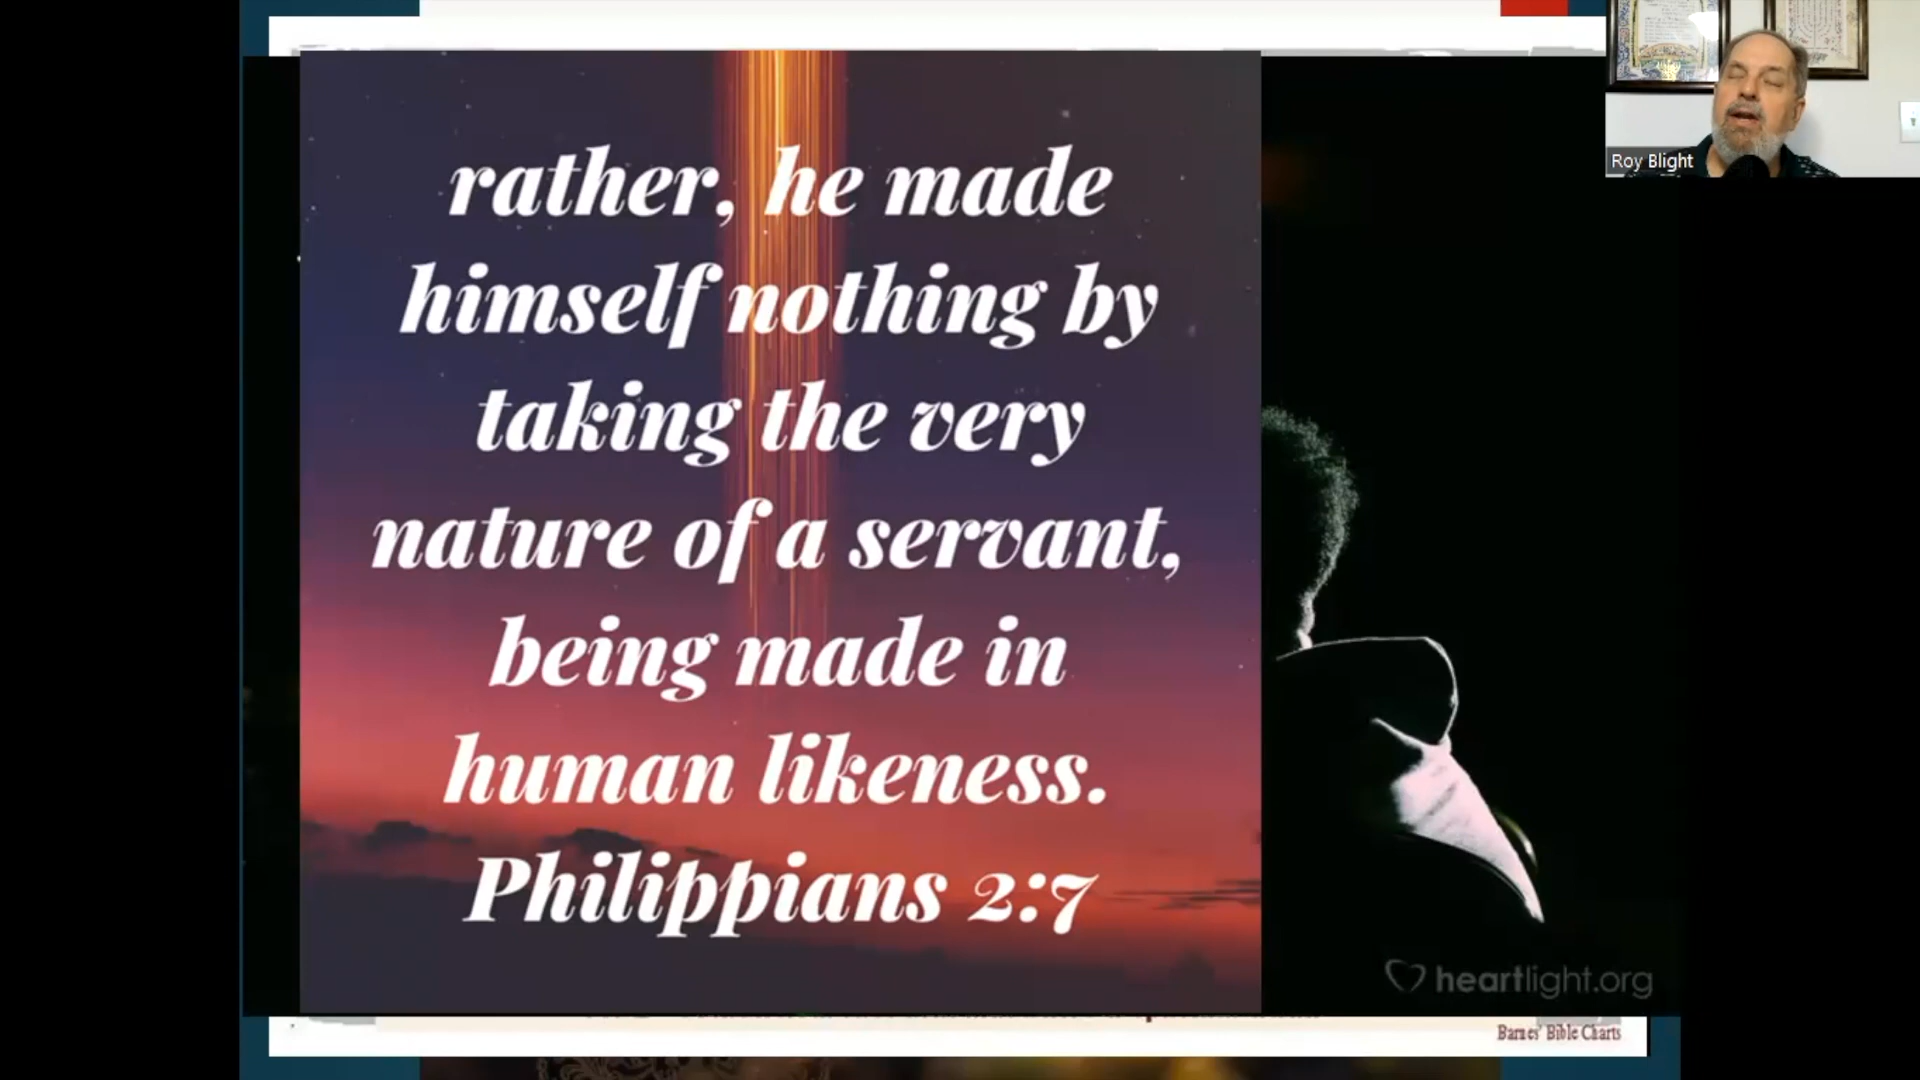 rather, he made
himself nothing by
taking the very
nature of a servant,
being made in
human likeness.
Philippians 2:7
Roy Blight
heartlight.org
Barnes' Bible Charts